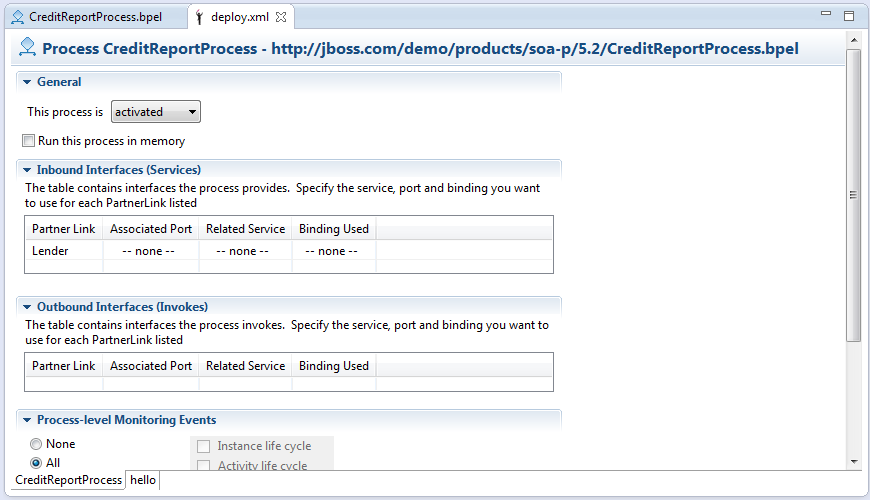 CreditReportProcess.bpel deploy.xml
Process CreditReportProcess - http://jboss.com/demo/products/soa-p/5.2/CreditReportProcess.bpel
General
This process is activated
Run this process in memory
Inbound Interfaces (Services)
The table contains interfaces the process provides. Specify the service, port and binding you want
to use for each PartnerLink listed
Partner Link Associated Port Related Service Binding Used
Lender -- none -- -- none -- -- none --
Outbound Interfaces (Invokes)
The table contains interfaces the process invokes. Specify the service, port and binding you want to
use for each PartnerLink listed
Partner Link Associated Port Related Service Binding Used
Process-level Monitoring Events
None Instance life cycle
All Activity life cycle
CreditReportProcess hello